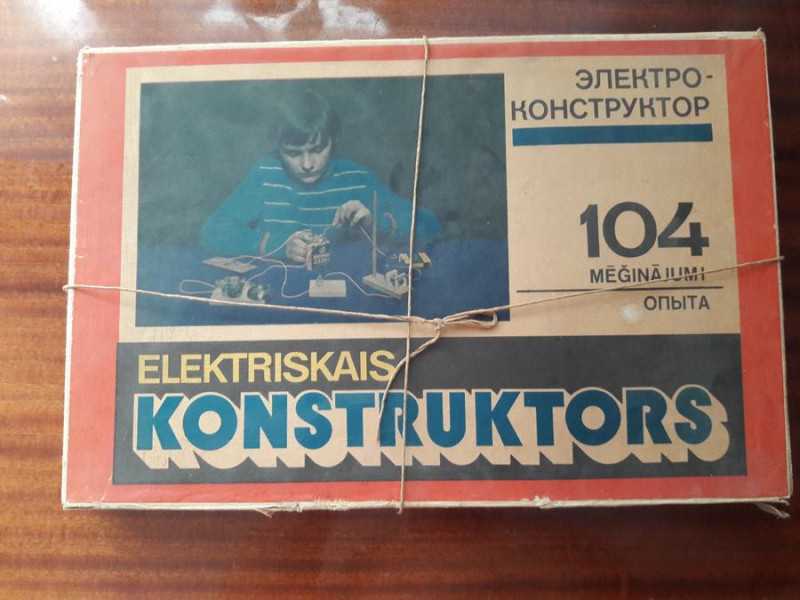 ЭЛЕКТРО-
КОНСТРУКТОР
104
MĒĢINĀJUMI
ОПЫТА
ELEKTRISKAIS
KONSTRUKTORS